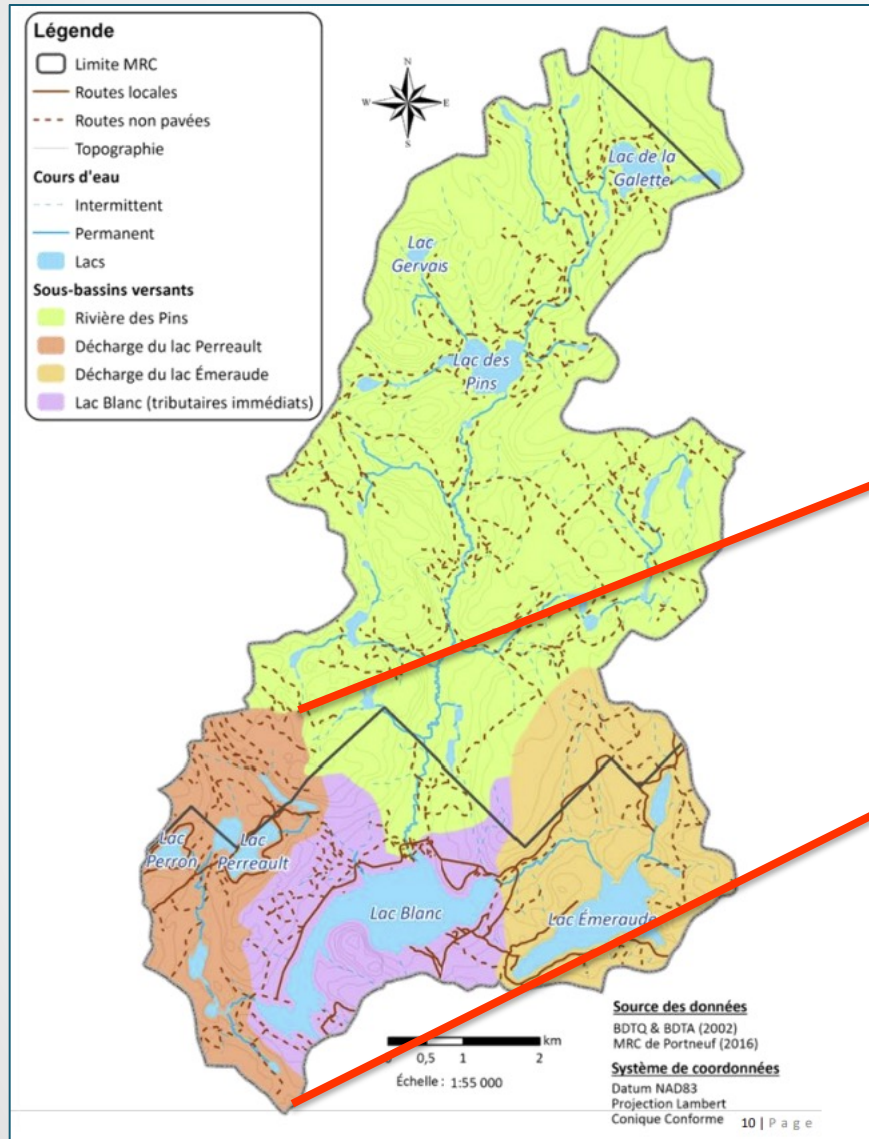 Légende
Limite MRC
Routes locales
Routes non pavées
Topographie
Cours d'eau
Intermittent
Permanent
Lacs
Sous-bassins versants
Rivière des Pins
Décharge du lac Perreault
Décharge du lac Émeraude
Lac Blanc (tributaires immédiats)
N
W
E
S
Lac de la
Galette
Lac
Gervais
Lac des
Pins
Lac
Perron
Lac
Perreault
Lac Blanc
Lac Émeraude
km
0,5
1
2
Échelle : 1:55 000
Source des données
BDTQ & BDTA (2002)
MRC de Portneuf (2016)
Système de coordonnées
Datum NAD83
Projection Lambert
Conique Conforme
10 | Page